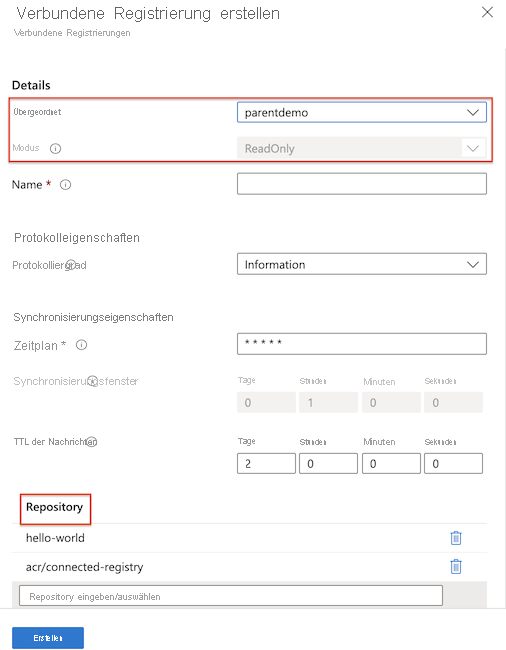 Verbundene Registrierung erstellen
Verbundene Registrierungen
Details
Übergeordnet
parentdemo
Modus
ReadOnly
Name *
Protokolleigenschaften
Protokolliergrad
Information
Synchronisierungseigenschaften
Zeitplan *
* * * * *
Synchronisierungsfenster
Tage Stunden Minuten Sekunden
0 1 0 0
TTL der Nachrichten
Tage Stunden Minuten Sekunden
2 0 0 0
Repository
hello-world
acr/connected-registry
Repository eingeben/auswählen
Erstellen